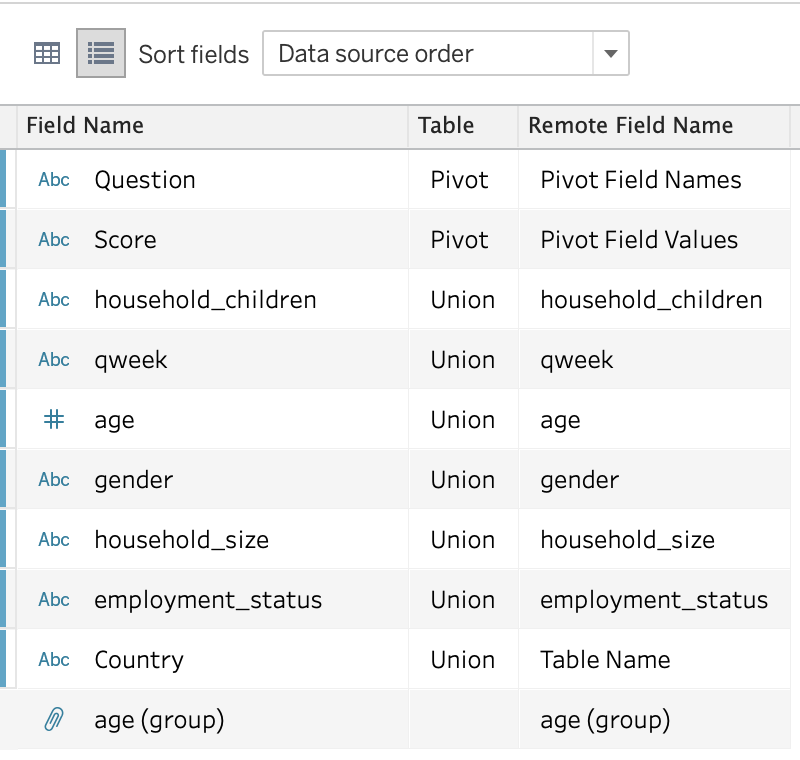 Sort fields Data source order
Field Name Table Remote Field Name
Abc Question Pivot Pivot Field Names
Abc Score Pivot Pivot Field Values
Abc household_children Union household_children
Abc qweek Union qweek
# age Union age
Abc gender Union gender
Abc household_size Union household_size
Abc employment_status Union employment_status
Abc Country Union Table Name
age (group) age (group)